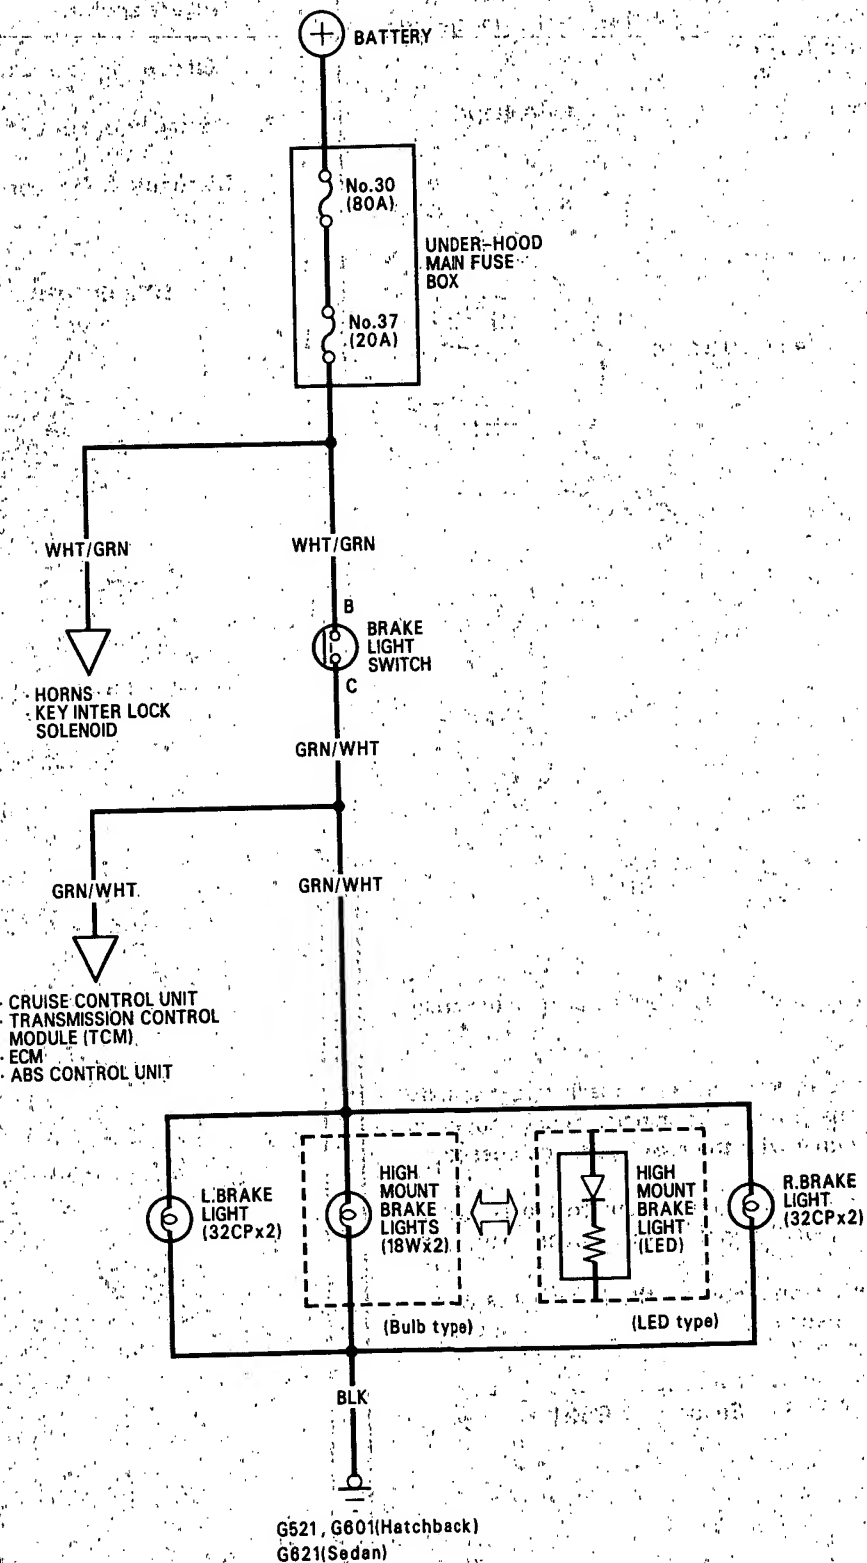 BATTERY
No.30
(80A)
UNDER-HOOD
MAIN FUSE
BOX
No.37
(20A)
WHT/GRN
WHT/GRN
B
BRAKE
LIGHT
SWITCH
C
· HORNS
· KEY INTER LOCK
SOLENOID
GRN/WHT
GRN/WHT
GRN/WHT
· CRUISE CONTROL UNIT
· TRANSMISSION CONTROL
MODULE (TCM)
· ECM
· ABS CONTROL UNIT
L.BRAKE
LIGHT
(32CPx2)
HIGH
MOUNT
BRAKE
LIGHTS
(18Wx2)
HIGH
MOUNT
BRAKE
LIGHT
(LED)
R.BRAKE
LIGHT
(32CPx2)
(Bulb type)
(LED type)
BLK
G521, G601(Hatchback)
G621(Sedan)